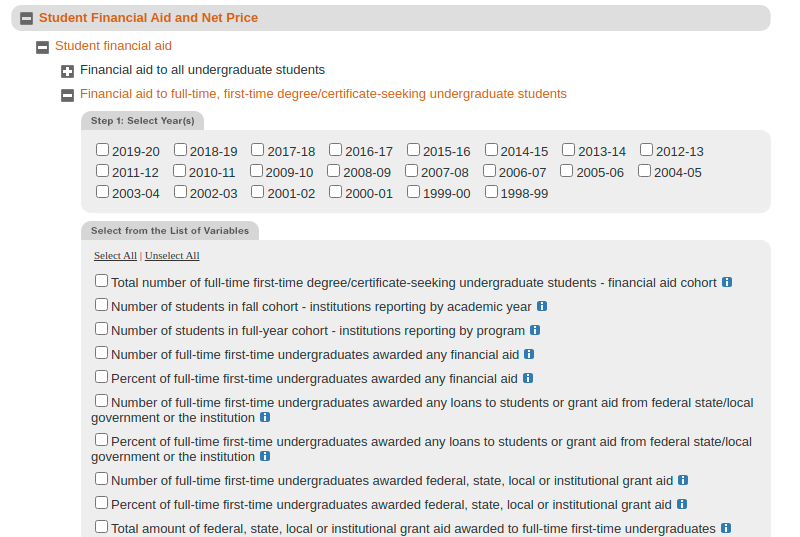 Student Financial Aid and Net Price
Student financial aid
Financial aid to all undergraduate students
Financial aid to full-time, first-time degree/certificate-seeking undergraduate students
Step 1: Select Year(s)
2019-20 2018-19 2017-18 2016-17 2015-16 2014-15 2013-14 2012-13
2011-12 2010-11 2009-10 2008-09 2007-08 2006-07 2005-06 2004-05
2003-04 2002-03 2001-02 2000-01 1999-00 1998-99
Select from the List of Variables
Select All | Unselect All
Total number of full-time first-time degree/certificate-seeking undergraduate students - financial aid cohort
Number of students in fall cohort - institutions reporting by academic year
Number of students in full-year cohort - institutions reporting by program
Number of full-time first-time undergraduates awarded any financial aid
Percent of full-time first-time undergraduates awarded any financial aid
Number of full-time first-time undergraduates awarded any loans to students or grant aid from federal state/local
government or the institution
Percent of full-time first-time undergraduates awarded any loans to students or grant aid from federal state/local
government or the institution
Number of full-time first-time undergraduates awarded federal, state, local or institutional grant aid
Percent of full-time first-time undergraduates awarded federal, state, local or institutional grant aid
Total amount of federal, state, local or institutional grant aid awarded to full-time first-time undergraduates